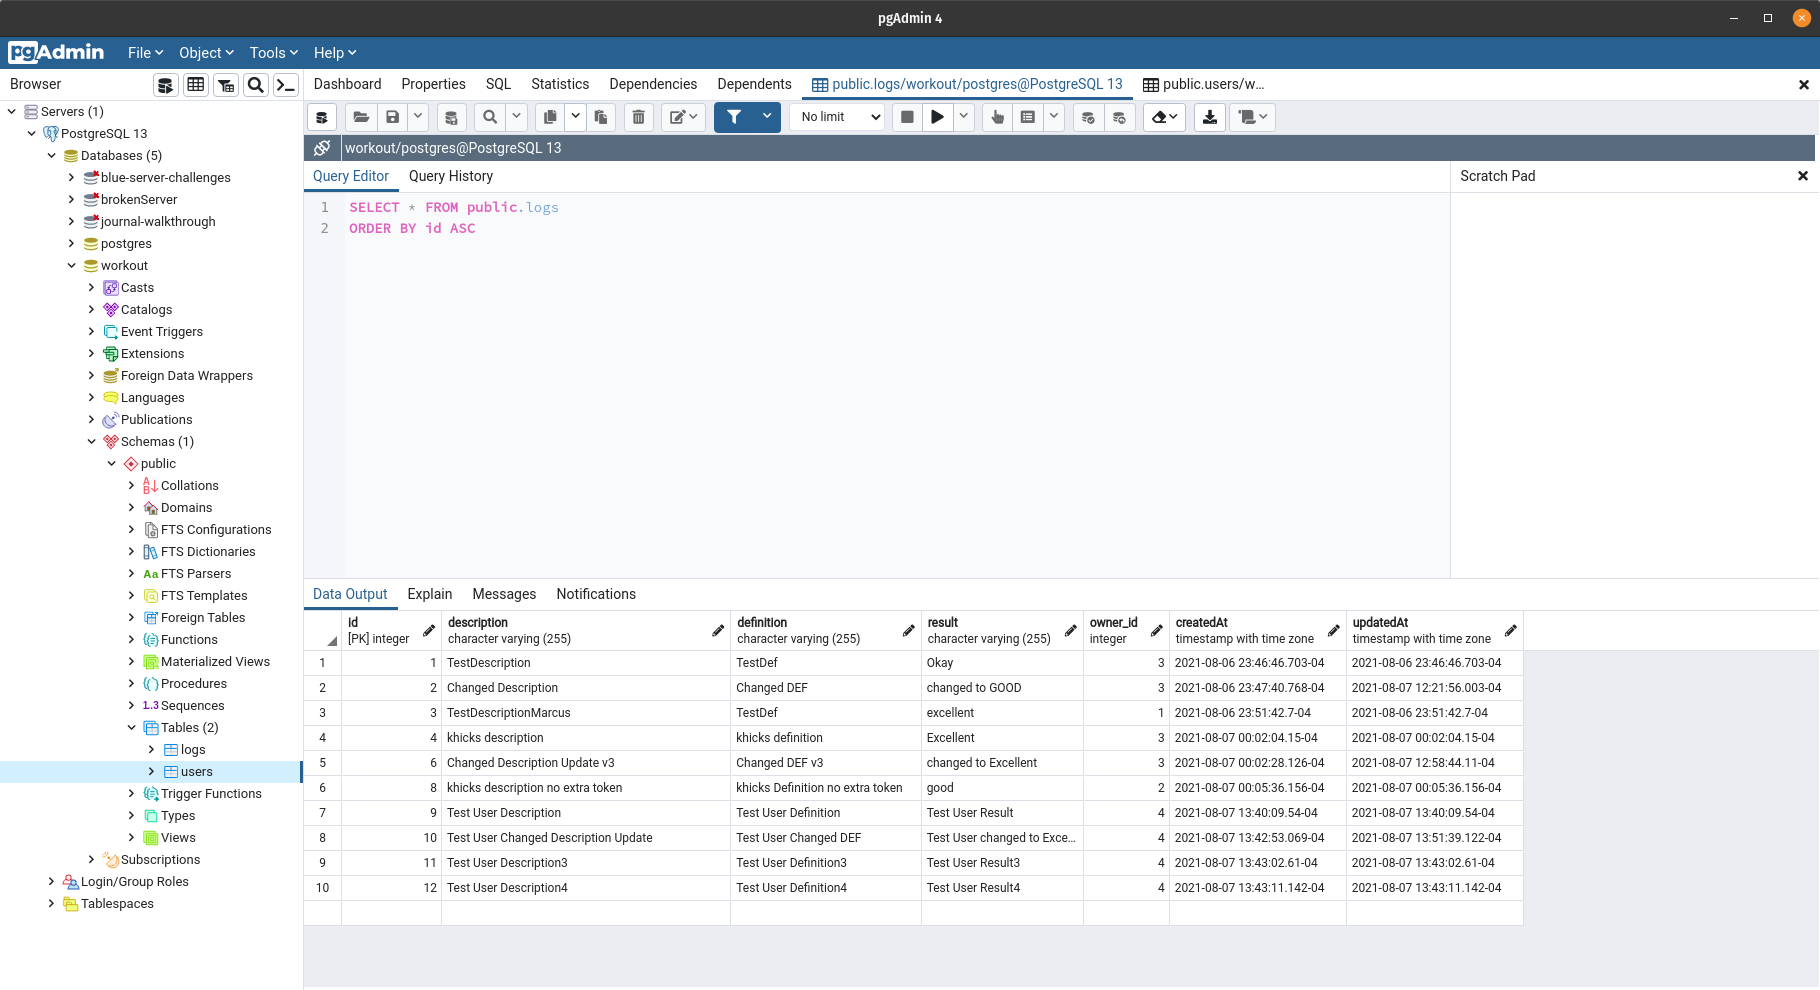 pgAdmin 4
pgAdmin File Object Tools Help
Browser
Dashboard Properties SQL Statistics Dependencies Dependents public.logs/workout/postgres@PostgreSQL 13 public.users/w...
No limit
workout/postgres@PostgreSQL 13
Servers (1)
PostgreSQL 13
Databases (5)
blue-server-challenges
brokenServer
journal-walkthrough
postgres
workout
Casts
Catalogs
Event Triggers
Extensions
Foreign Data Wrappers
Languages
Publications
Schemas (1)
public
Collations
Domains
FTS Configurations
FTS Dictionaries
Aa FTS Parsers
FTS Templates
Foreign Tables
Functions
Materialized Views
Procedures
1..3 Sequences
Tables (2)
logs
users
Trigger Functions
Types
Views
Subscriptions
Login/Group Roles
Tablespaces
Query Editor Query History
Scratch Pad
1 SELECT * FROM public.logs
2 ORDER BY id ASC
Data Output Explain Messages Notifications
id description definition result owner_id createdAt updatedAt
[PK] integer character varying (255) character varying (255) character varying (255) integer timestamp with time zone timestamp with time zone
1 1 TestDescription TestDef Okay 3 2021-08-06 23:46:46.703-04 2021-08-06 23:46:46.703-04
2 2 Changed Description Changed DEF changed to GOOD 3 2021-08-06 23:47:40.768-04 2021-08-07 12:21:56.003-04
3 3 TestDescriptionMarcus TestDef excellent 1 2021-08-06 23:51:42.7-04 2021-08-06 23:51:42.7-04
4 4 khicks description khicks definition Excellent 3 2021-08-07 00:02:04.15-04 2021-08-07 00:02:04.15-04
5 6 Changed Description Update v3 Changed DEF v3 changed to Excellent 3 2021-08-07 00:02:28.126-04 2021-08-07 12:58:44.11-04
6 8 khicks description no extra token khicks Definition no extra token good 2 2021-08-07 00:05:36.156-04 2021-08-07 00:05:36.156-04
7 9 Test User Description Test User Definition Test User Result 4 2021-08-07 13:40:09.54-04 2021-08-07 13:40:09.54-04
8 10 Test User Changed Description Update Test User Changed DEF Test User changed to Exce... 4 2021-08-07 13:42:53.069-04 2021-08-07 13:51:39.122-04
9 11 Test User Description3 Test User Definition3 Test User Result3 4 2021-08-07 13:43:02.61-04 2021-08-07 13:43:02.61-04
10 12 Test User Description4 Test User Definition4 Test User Result4 4 2021-08-07 13:43:11.142-04 2021-08-07 13:43:11.142-04